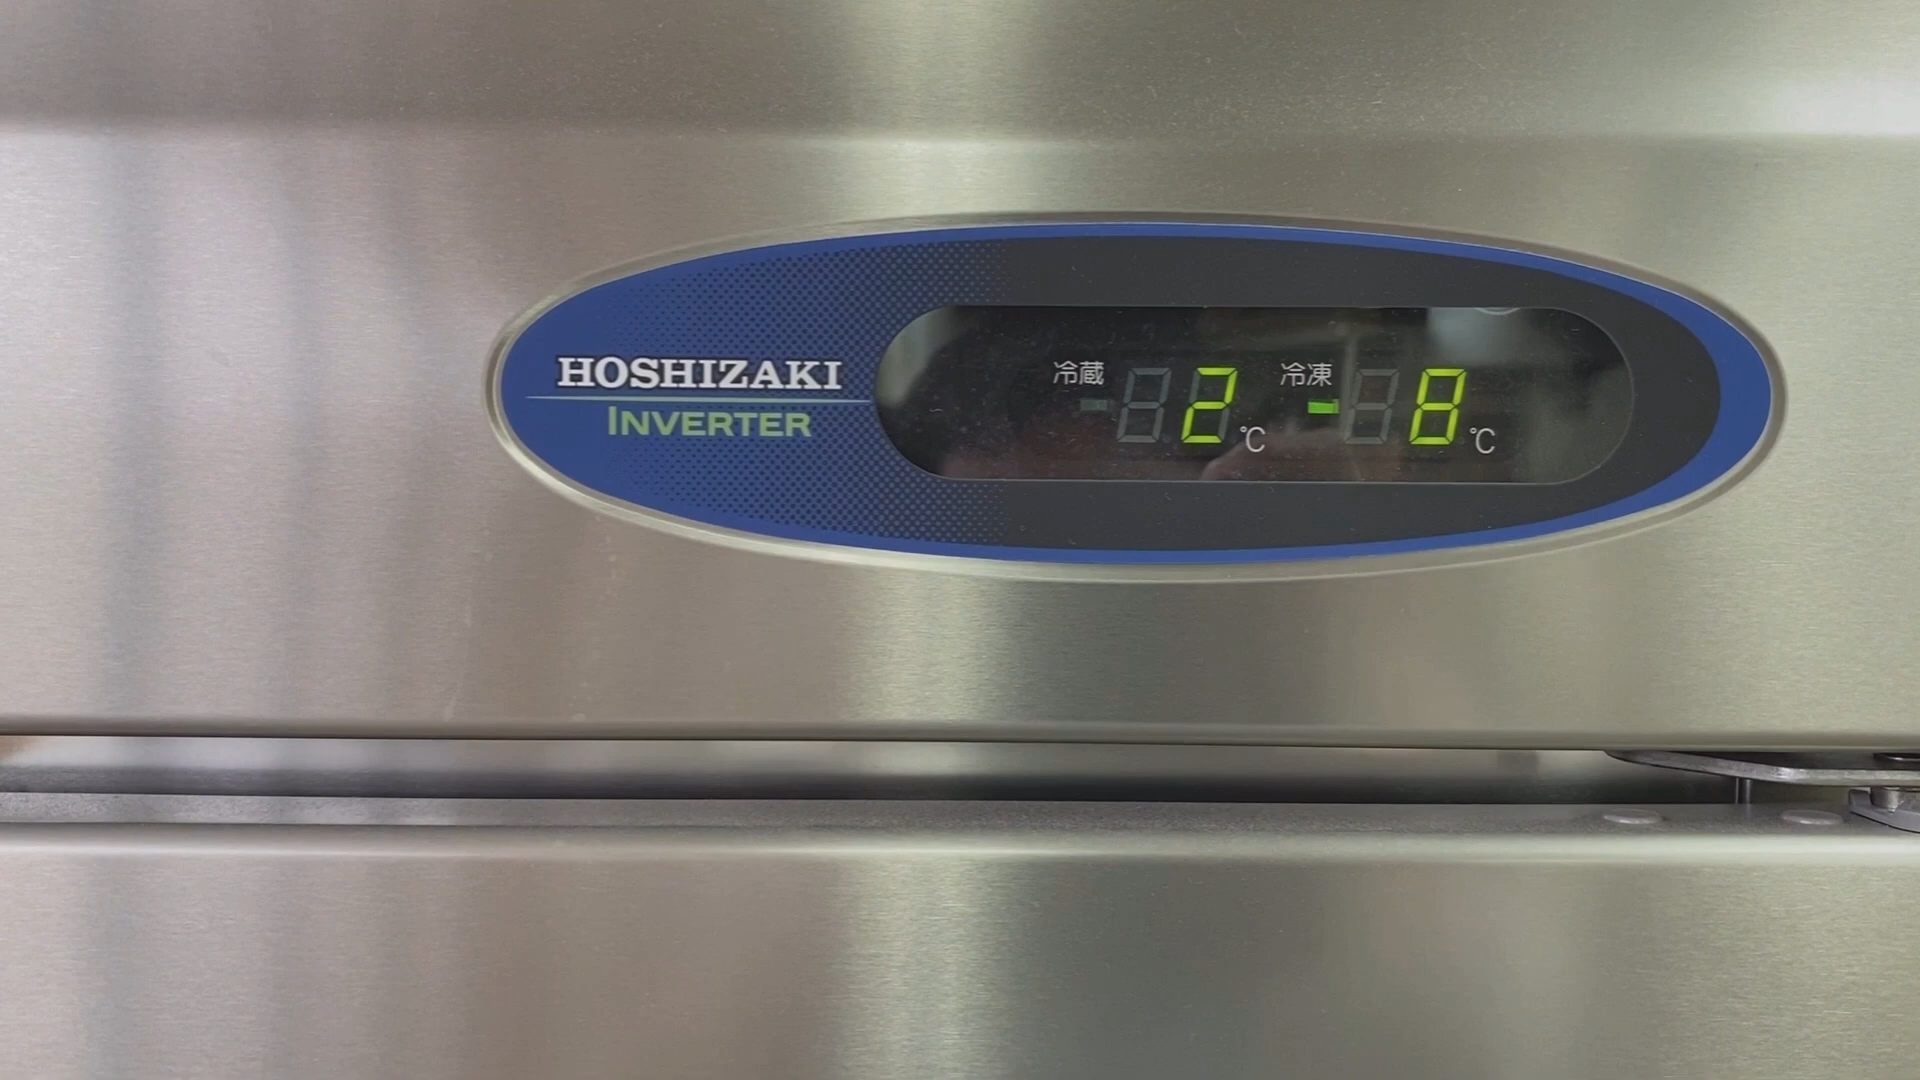 HOSHIZAKI
INVERTER
冷蔵 2℃ 冷凍 -8℃